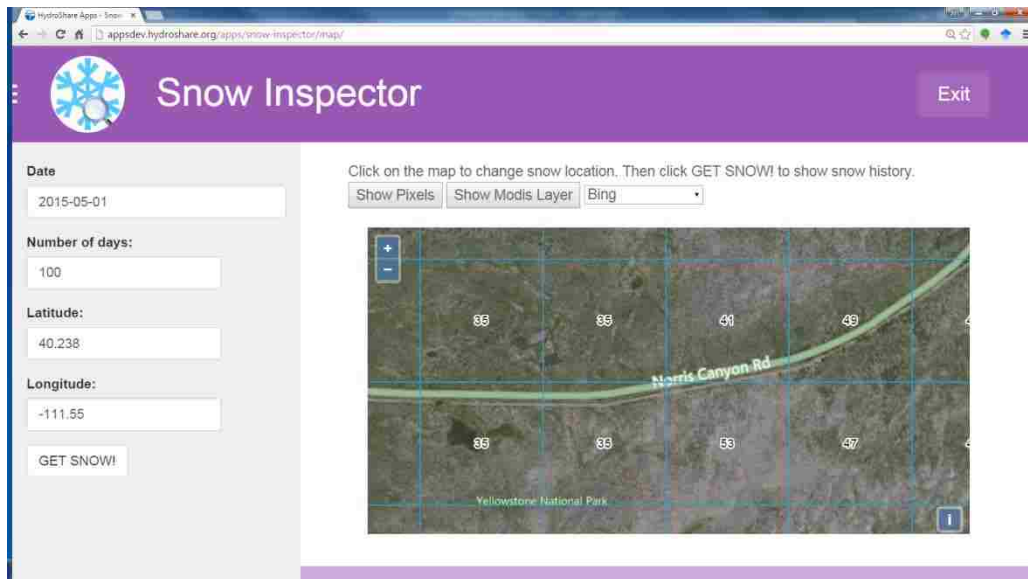 HydroShare Apps - Snow
appsdev.hydroshare.org/apps/snow-inspector/map/
Snow Inspector
Exit
Date
2015-05-01
Number of days:
100
Latitude:
40.238
Longitude:
-111.55
GET SNOW!
Click on the map to change snow location. Then click GET SNOW! to show snow history.
Show Pixels Show Modis Layer Bing
+
−
35 35 41 49 4
Norris Canyon Rd
35 35 53 47 4
Yellowstone National Park
i